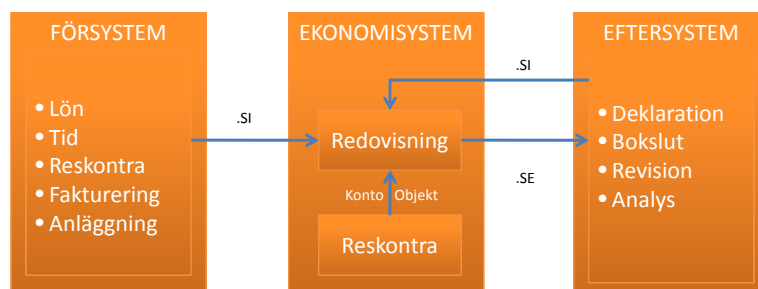 FÖRSYSTEM
• Lön
• Tid
• Reskontra
• Fakturering
• Anläggning
.SI
EKONOMISYSTEM
Redovisning
Konto Objekt
Reskontra
.SI
.SE
EFTERSYSTEM
• Deklaration
• Bokslut
• Revision
• Analys